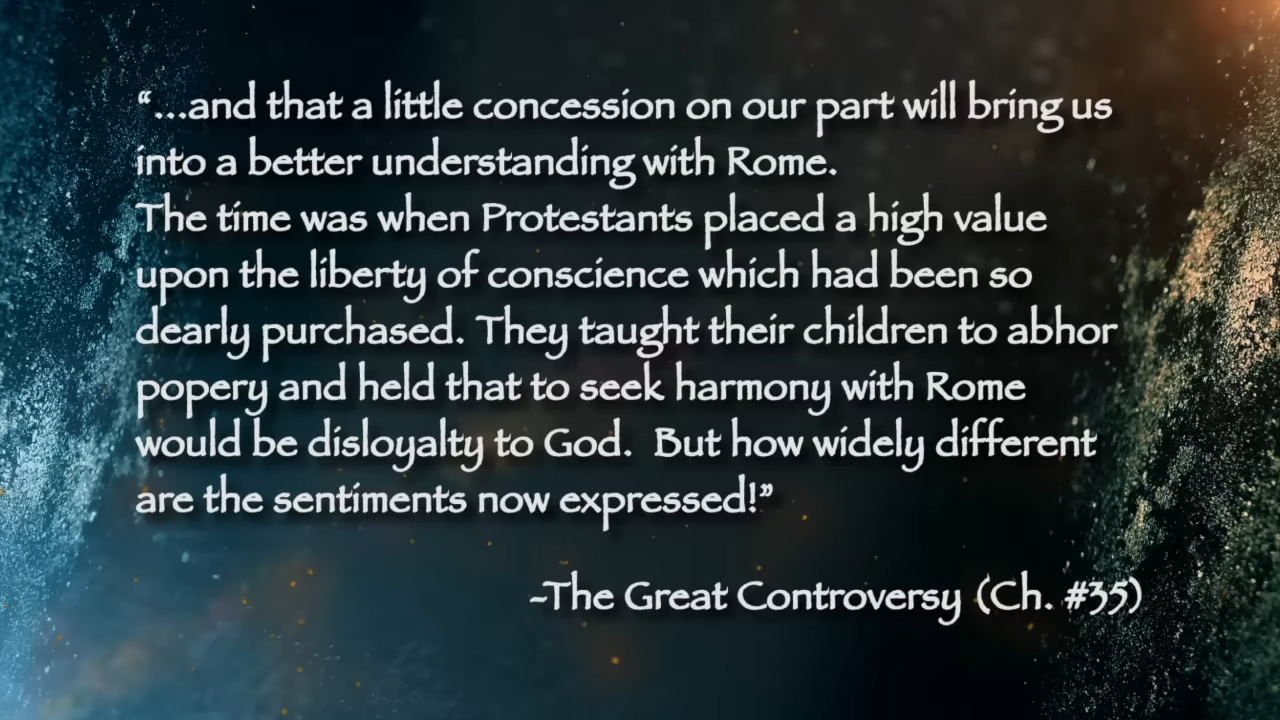 “...and that a little concession on our part will bring us
into a better understanding with Rome.
The time was when Protestants placed a high value
upon the liberty of conscience which had been so
dearly purchased. They taught their children to abhor
popery and held that to seek harmony with Rome
would be disloyalty to God.  But how widely different
are the sentiments now expressed!”
-The Great Controversy (Ch. #35)